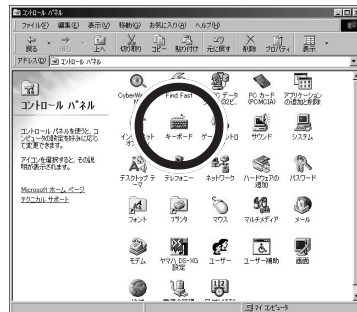 コントロール パネル
ファイル(F) 編集(E) 表示(V) 移動(G) お気に入り(A) ヘルプ(H)
戻る 上へ 切り取り コピー 貼り付け 元に戻す 削除 プロパティ 表示
アドレス(D) コントロール パネル
コントロール パネル
コントロール パネルを使うと、コ
ンピュータの設定を好みに応じ
て変更できます。
アイコンを選択すると、その説
明が表示されます。
Microsoft ホーム ページ
テクニカル サポート
Find Fast データ PC カード アプリケーション
(PCMCIA) の追加と削除
キーボード サウンド システム
デスクトップ テ テレフォニー ネットワーク ハードウェアの パスワード
ーマ 追加
フォント プリンタ マウス マルチメディア メール
モデム ヤマハ DS-XG ユーザー ユーザー補助 画面
設定
マイ コンピュータ